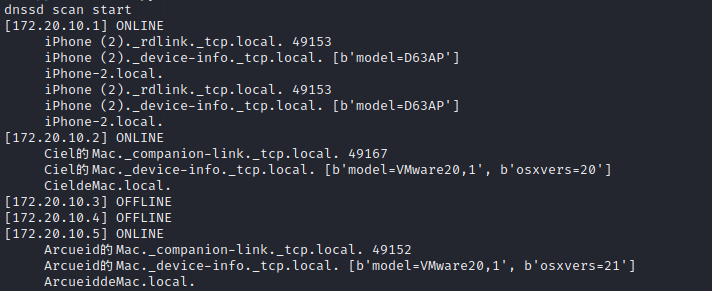 dnssd scan start
[172.20.10.1] ONLINE
iPhone (2)._rdlink._tcp.local. 49153
iPhone (2)._device-info._tcp.local. [b'model=D63AP']
iPhone-2.local.
iPhone (2)._rdlink._tcp.local. 49153
iPhone (2)._device-info._tcp.local. [b'model=D63AP']
iPhone-2.local.
[172.20.10.2] ONLINE
Ciel的Mac._companion-link._tcp.local. 49167
Ciel的Mac._device-info._tcp.local. [b'model=VMware20,1', b'osxvers=20']
CieldeMac.local.
[172.20.10.3] OFFLINE
[172.20.10.4] OFFLINE
[172.20.10.5] ONLINE
Arcueid的Mac._companion-link._tcp.local. 49152
Arcueid的Mac._device-info._tcp.local. [b'model=VMware20,1', b'osxvers=21']
ArcueiddeMac.local.